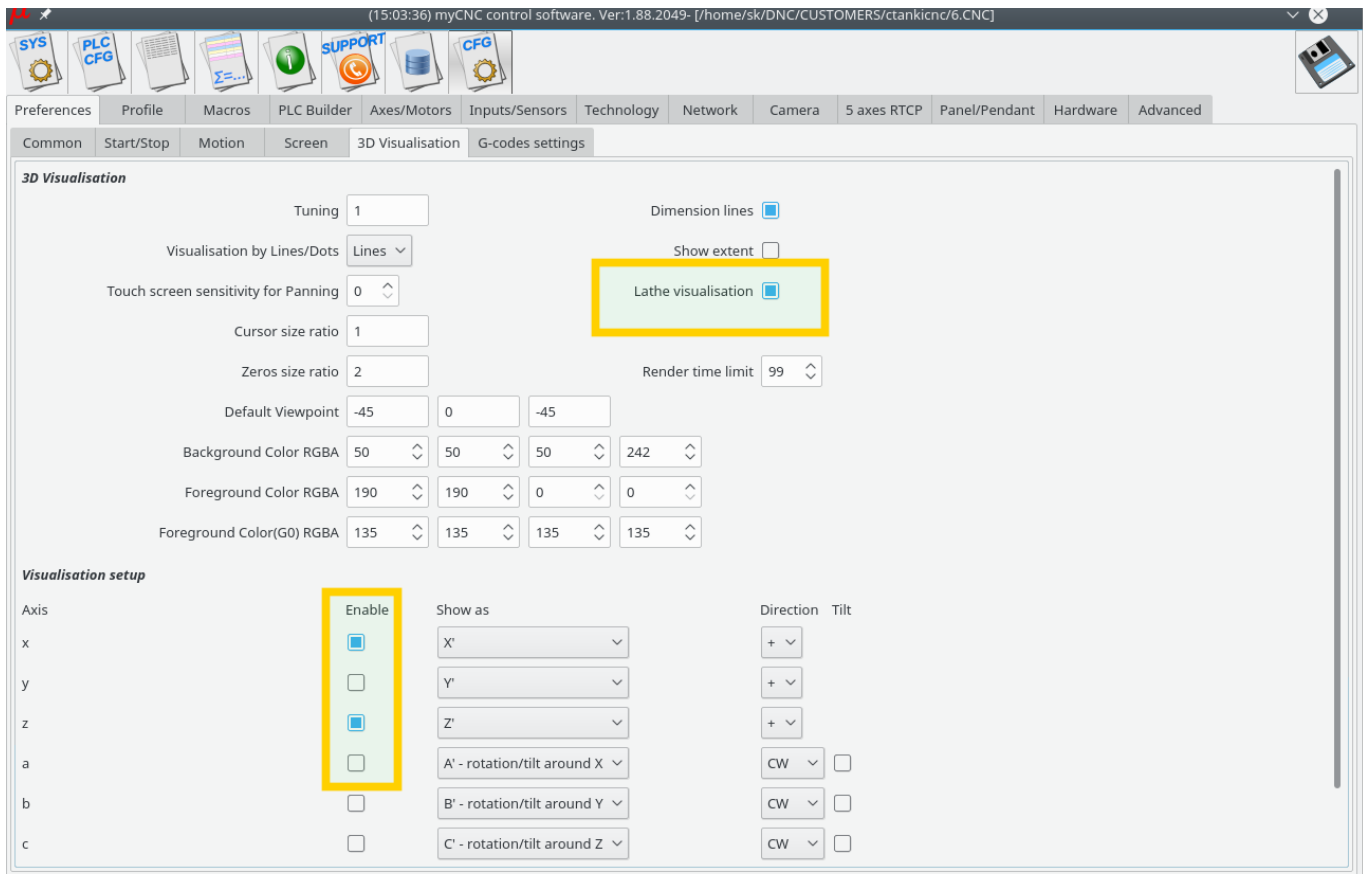 (15:03:36) myCNC control software. Ver:1.88.2049- [/home/sk/DNC/CUSTOMERS/ctankicnc/6.CNC]
SYS PLC CFG Σ=... i SUPPORT CFG
Preferences Profile Macros PLC Builder Axes/Motors Inputs/Sensors Technology Network Camera 5 axes RTCP Panel/Pendant Hardware Advanced
Common Start/Stop Motion Screen 3D Visualisation G-codes settings
3D Visualisation
Tuning 1 Dimension lines
Visualisation by Lines/Dots Lines Show extent
Touch screen sensitivity for Panning 0 Lathe visualisation
Cursor size ratio 1
Zeros size ratio 2 Render time limit 99
Default Viewpoint -45 0 -45
Background Color RGBA 50 50 50 242
Foreground Color RGBA 190 190 0 0
Foreground Color(G0) RGBA 135 135 135 135
Visualisation setup
Axis Enable Show as Direction Tilt
x X' +
y Y' +
z Z' +
a A' - rotation/tilt around X CW
b B' - rotation/tilt around Y CW
c C' - rotation/tilt around Z CW